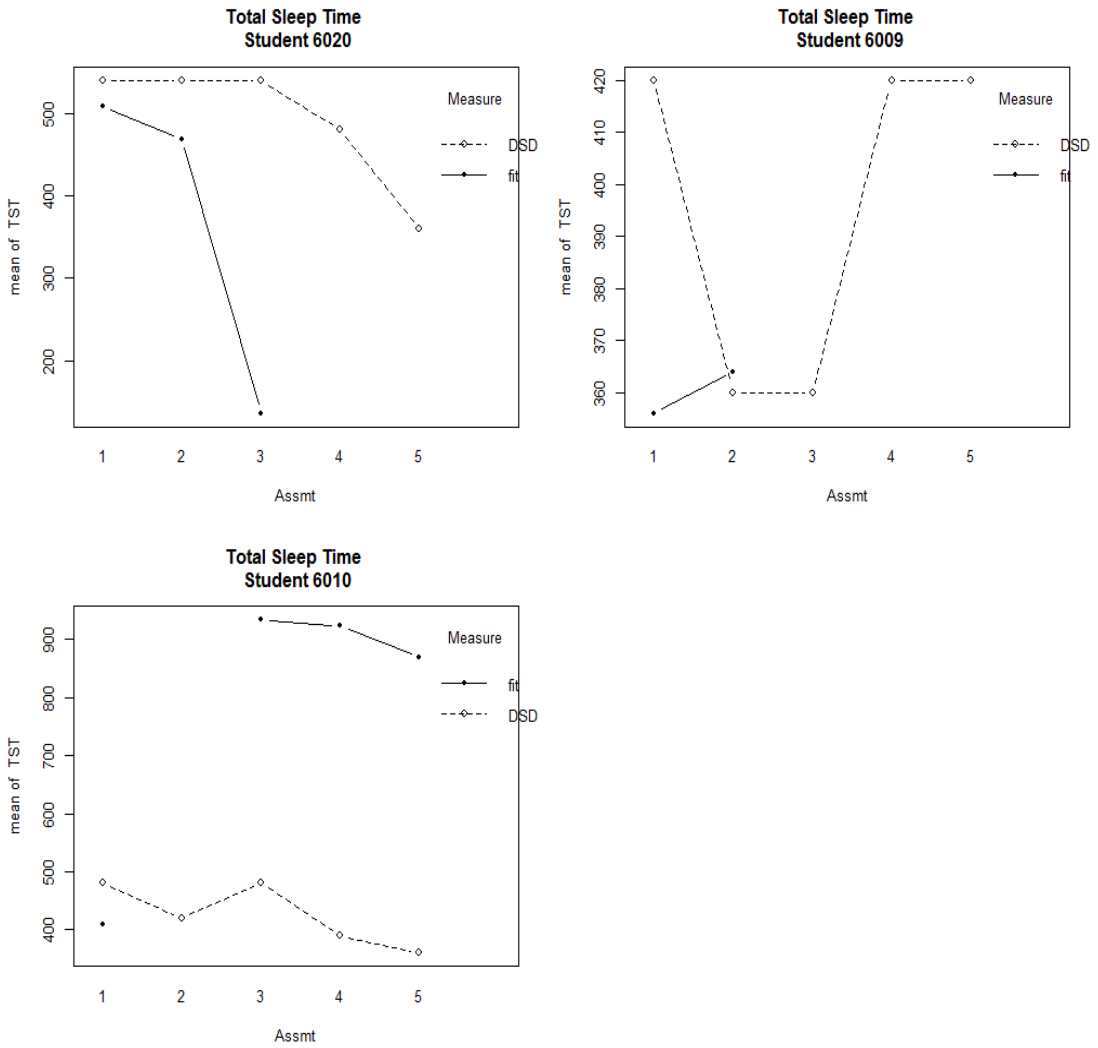 Total Sleep Time
Student 6020
mean of TST
500
400
300
200
1 2 3 4 5
Assmt
Measure
DSD
fit
Total Sleep Time
Student 6009
mean of TST
420
410
400
390
380
370
360
1 2 3 4 5
Assmt
Measure
DSD
fit
Total Sleep Time
Student 6010
mean of TST
900
800
700
600
500
400
1 2 3 4 5
Assmt
Measure
fit
DSD